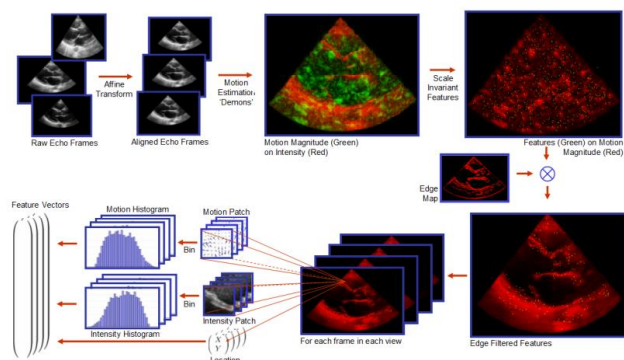 Raw Echo Frames
Affine
Transform
Aligned Echo Frames
Motion
Estimation
'Demons'
Motion Magnitude (Green)
on Intensity (Red)
Scale
Invariant
Features
Features (Green) on Motion
Magnitude (Red)
Edge
Map
Edge Filtered Features
For each frame in each view
Motion Patch
Bin
Motion Histogram
Intensity Patch
Bin
Intensity Histogram
X
Y
Location
Feature Vectors